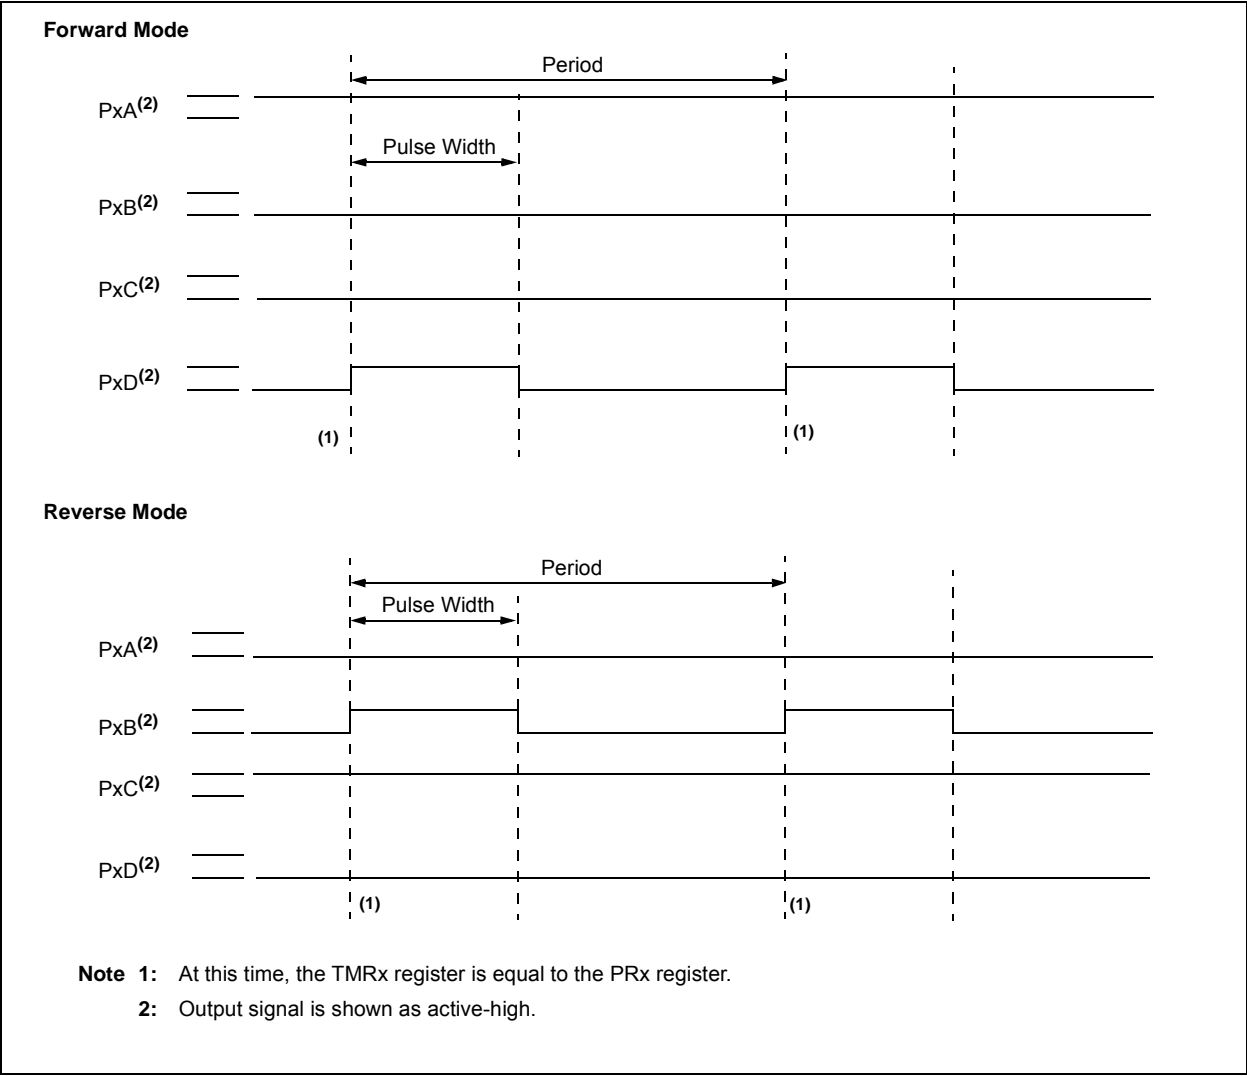 Forward Mode
Period
PxA(2)
Pulse Width
PxB(2)
PxC(2)
PxD(2)
(1) (1)
Reverse Mode
Period
Pulse Width
PxA(2)
PxB(2)
PxC(2)
PxD(2)
(1) (1)
Note 1: At this time, the TMRx register is equal to the PRx register.
2: Output signal is shown as active-high.